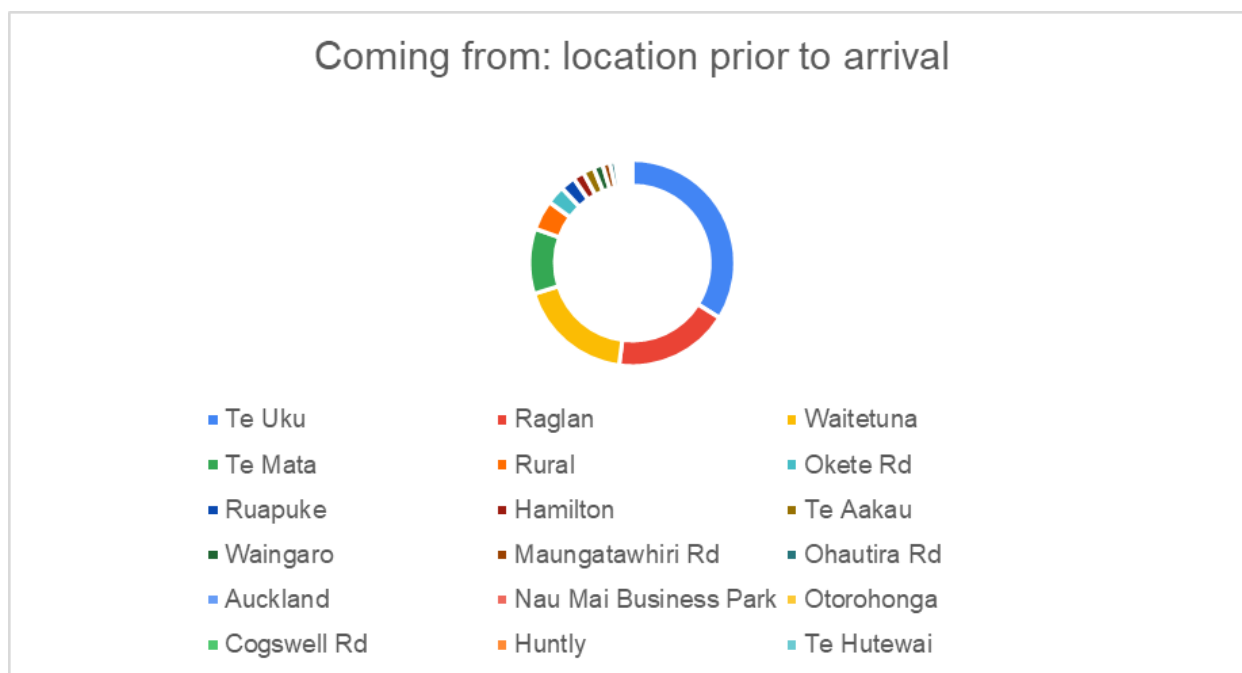 Coming from: location prior to arrival
Te Uku Raglan Waitetuna
Te Mata Rural Okete Rd
Ruapuke Hamilton Te Aakau
Waingaro Maungatawhiri Rd Ohautira Rd
Auckland Nau Mai Business Park Otorohonga
Cogswell Rd Huntly Te Hutewai